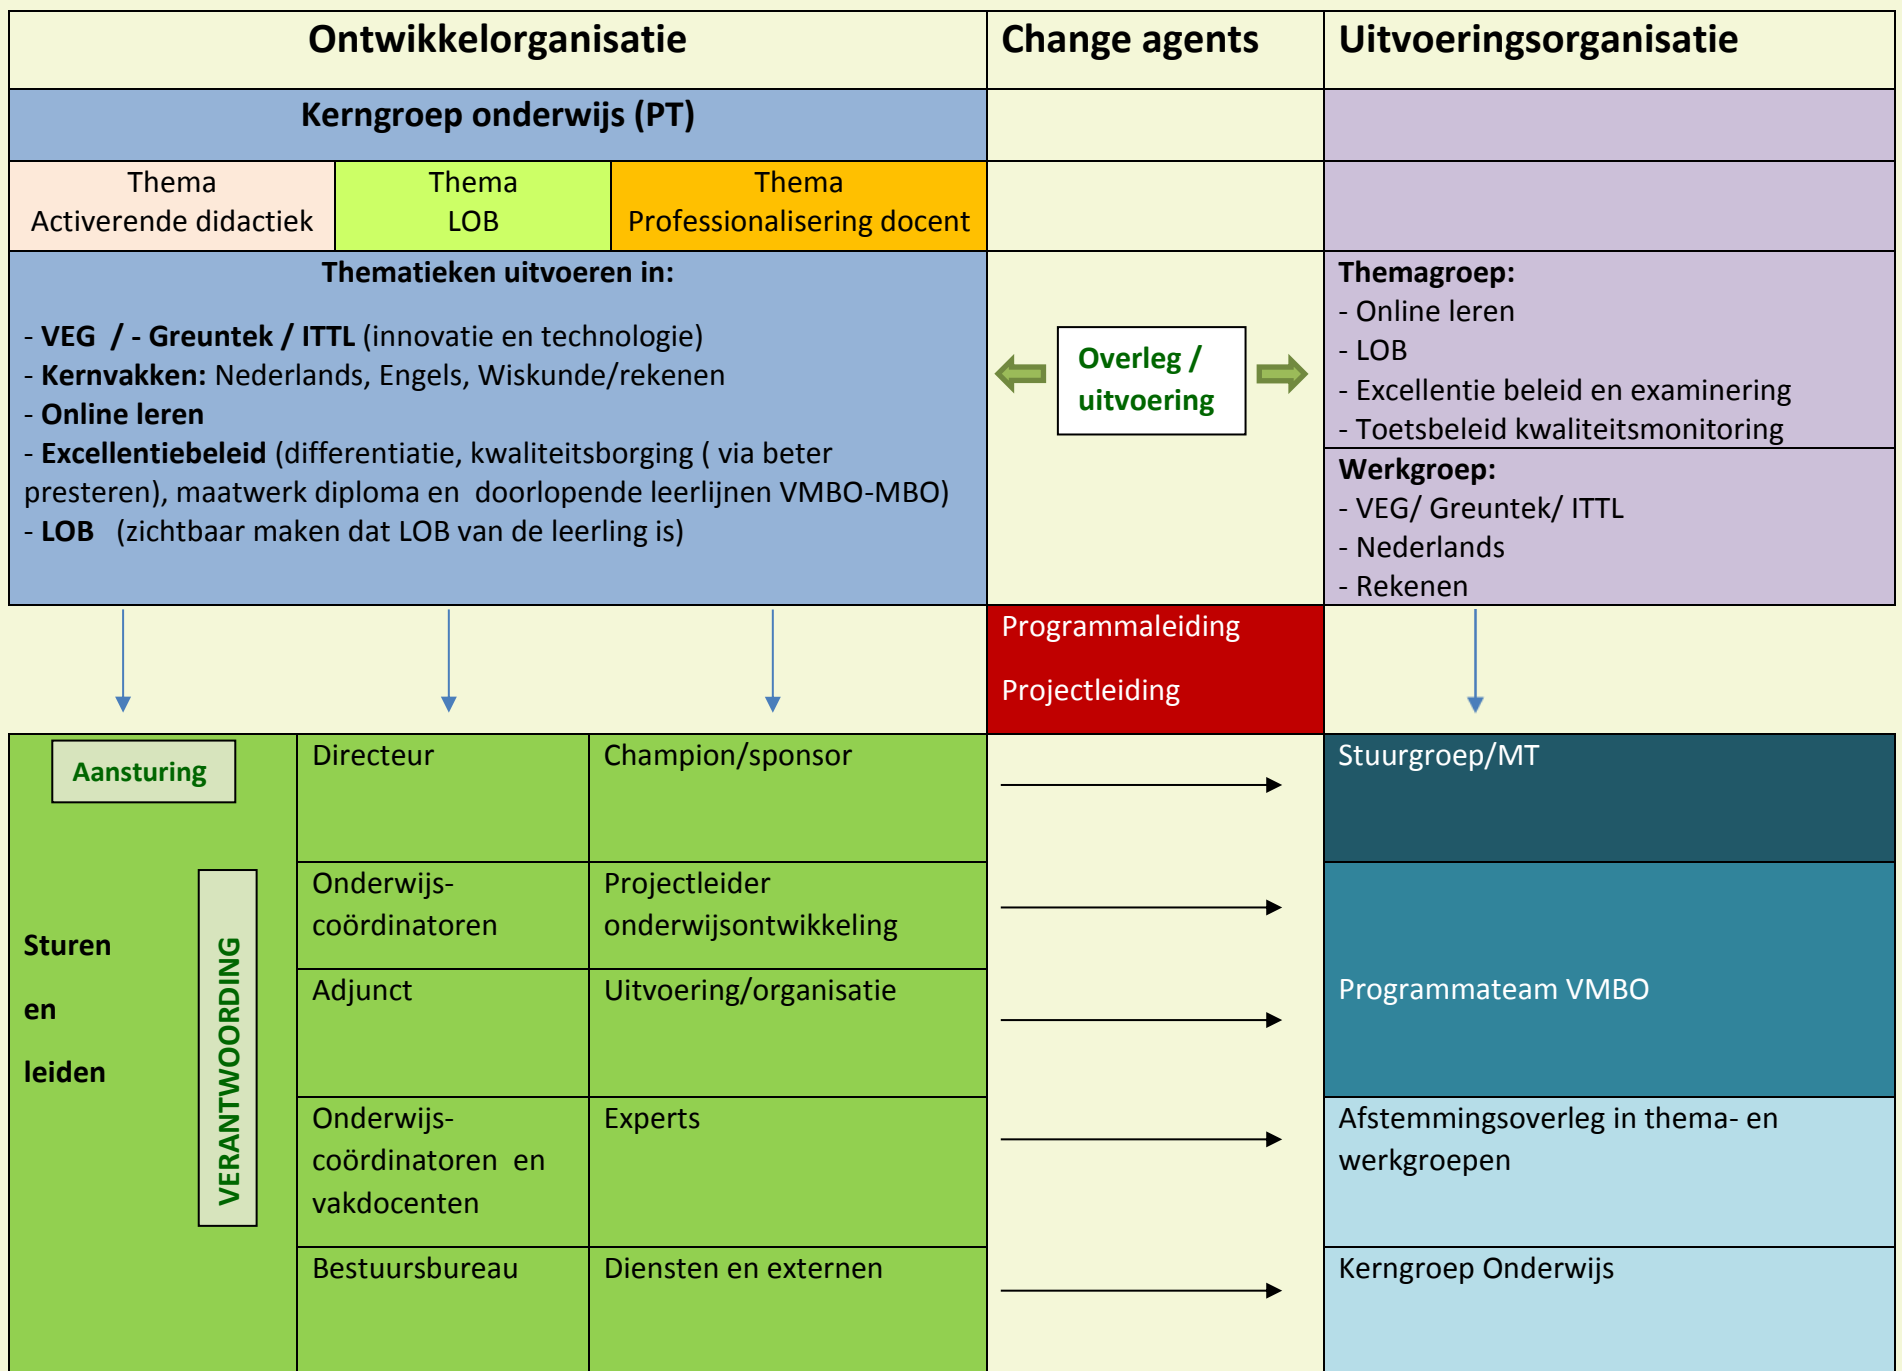 Ontwikkelorganisatie
Change agents
Uitvoeringsorganisatie
Kerngroep onderwijs (PT)
Thema
Activerende didactiek
Thema
LOB
Thema
Professionalisering docent
Thematieken uitvoeren in:
- VEG / - Greuntek / ITTL (innovatie en technologie)
- Kernvakken: Nederlands, Engels, Wiskunde/rekenen
- Online leren
- Excellentiebeleid (differentiatie, kwaliteitsborging ( via beter
presteren), maatwerk diploma en doorlopende leerlijnen VMBO-MBO)
- LOB (zichtbaar maken dat LOB van de leerling is)
Overleg /
uitvoering
Themagroep:
- Online leren
- LOB
- Excellentie beleid en examinering
- Toetsbeleid kwaliteitsmonitoring
Werkgroep:
- VEG/ Greuntek/ ITTL
- Nederlands
- Rekenen
Programmaleiding
Projectleiding
Aansturing
Sturen
en
leiden
VERANTWOORDING
Directeur
Champion/sponsor
Stuurgroep/MT
Onderwijs-
coördinatoren
Projectleider
onderwijsontwikkeling
Adjunct
Uitvoering/organisatie
Programmateam VMBO
Onderwijs-
coördinatoren en
vakdocenten
Experts
Afstemmingsoverleg in thema- en
werkgroepen
Bestuursbureau
Diensten en externen
Kerngroep Onderwijs